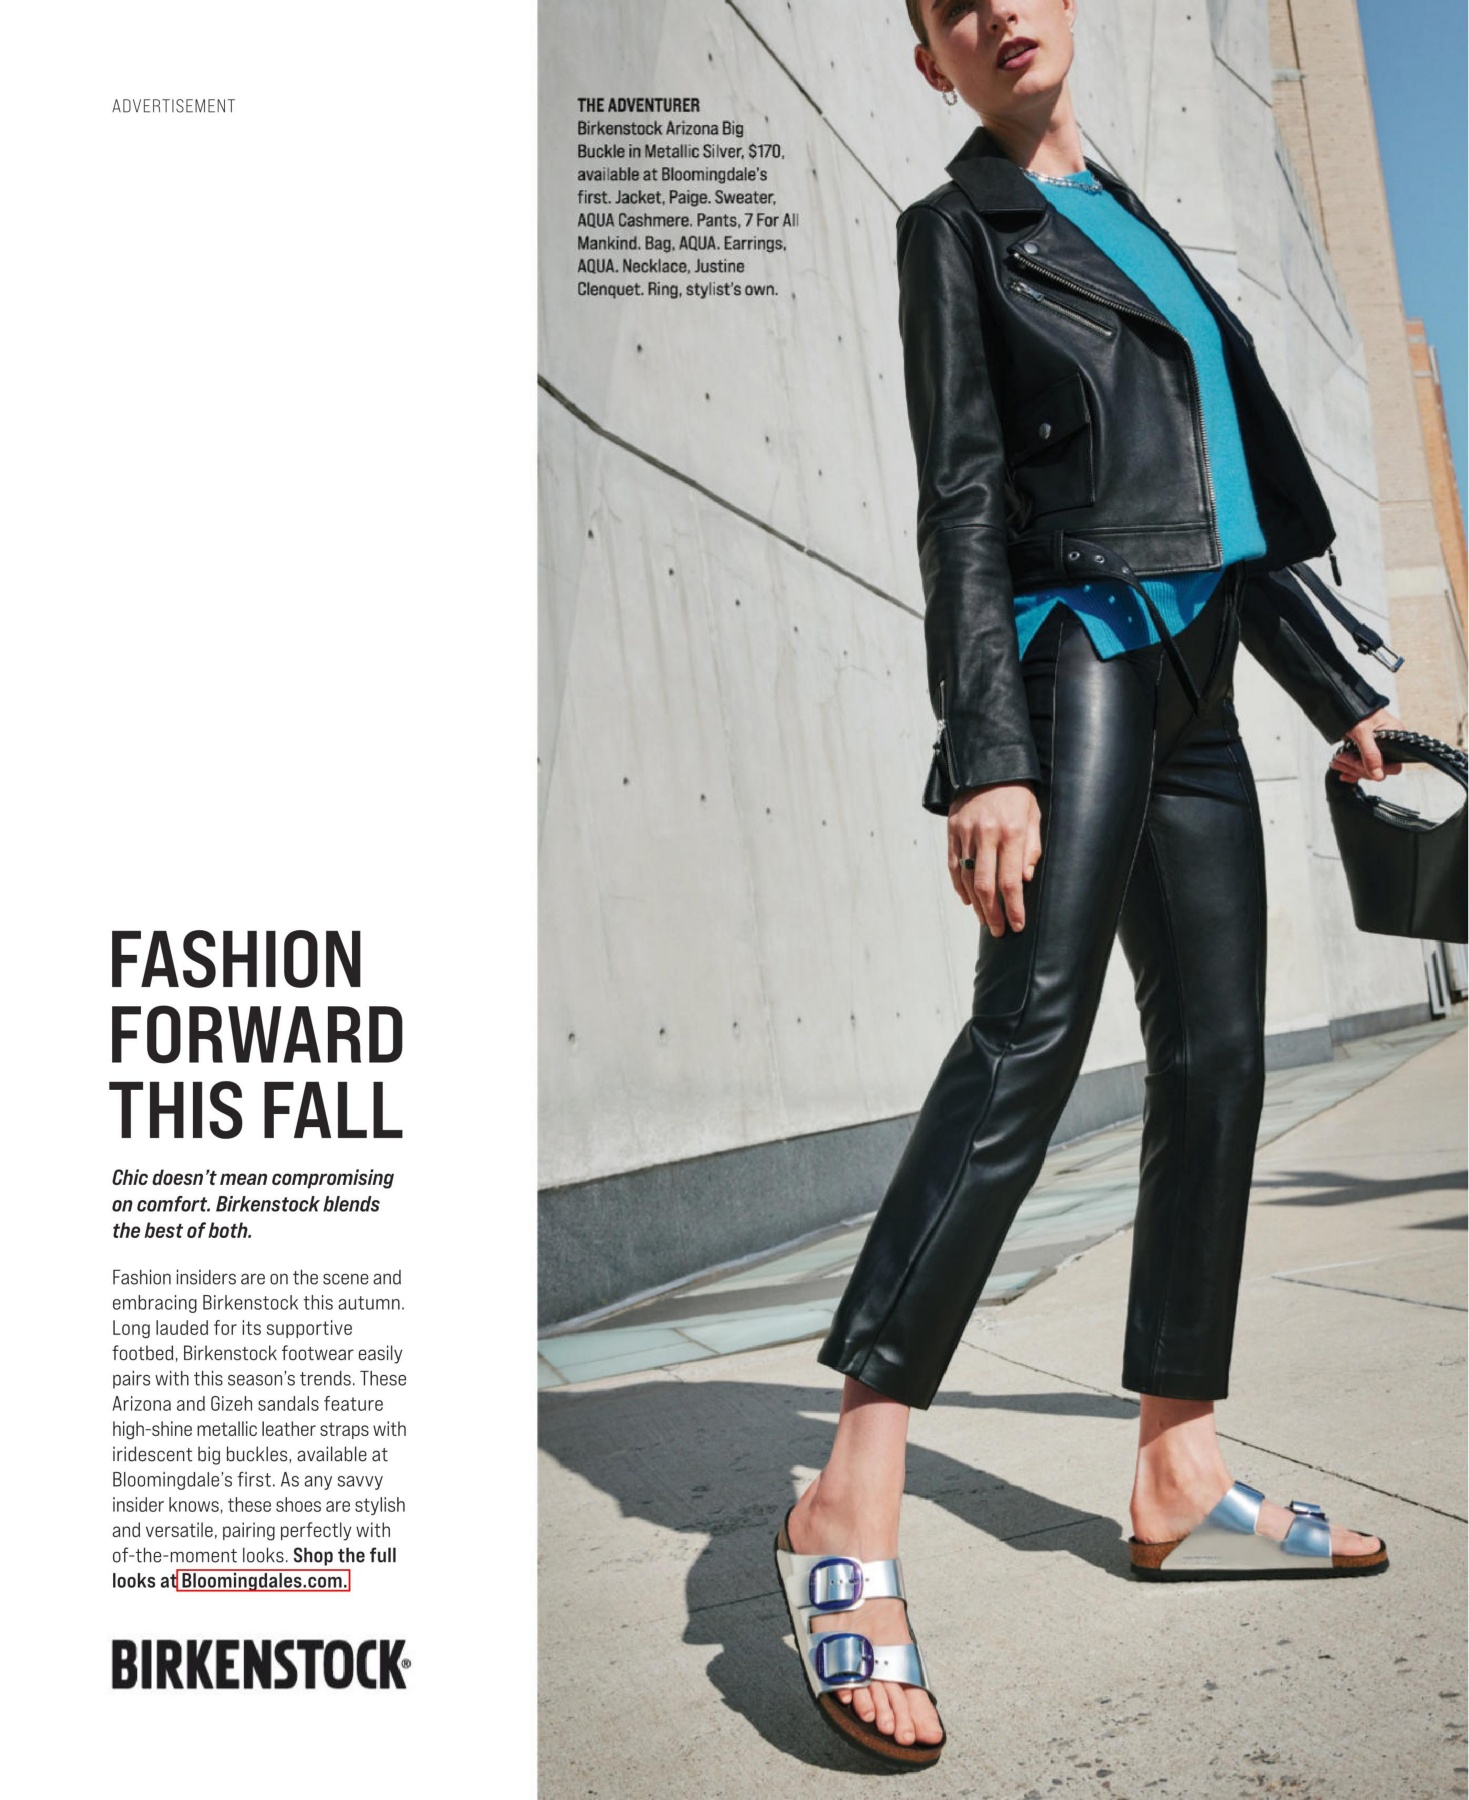 ADVERTISEMENT
THE ADVENTURER
Birkenstock Arizona Big
Buckle in Metallic Silver, $170,
available at Bloomingdale's
first. Jacket, Paige. Sweater,
AQUA Cashmere. Pants, 7 For All
Mankind. Bag, AQUA. Earrings,
AQUA. Necklace, Justine
Clenquet. Ring, stylist's own.
FASHION
FORWARD
THIS FALL
Chic doesn't mean compromising
on comfort. Birkenstock blends
the best of both.
Fashion insiders are on the scene and
embracing Birkenstock this autumn.
Long lauded for its supportive
footbed, Birkenstock footwear easily
pairs with this season's trends. These
Arizona and Gizeh sandals feature
high-shine metallic leather straps with
iridescent big buckles, available at
Bloomingdale's first. As any savvy
insider knows, these shoes are stylish
and versatile, pairing perfectly with
of-the-moment looks. Shop the full
looks at Bloomingdales.com.
BIRKENSTOCK®